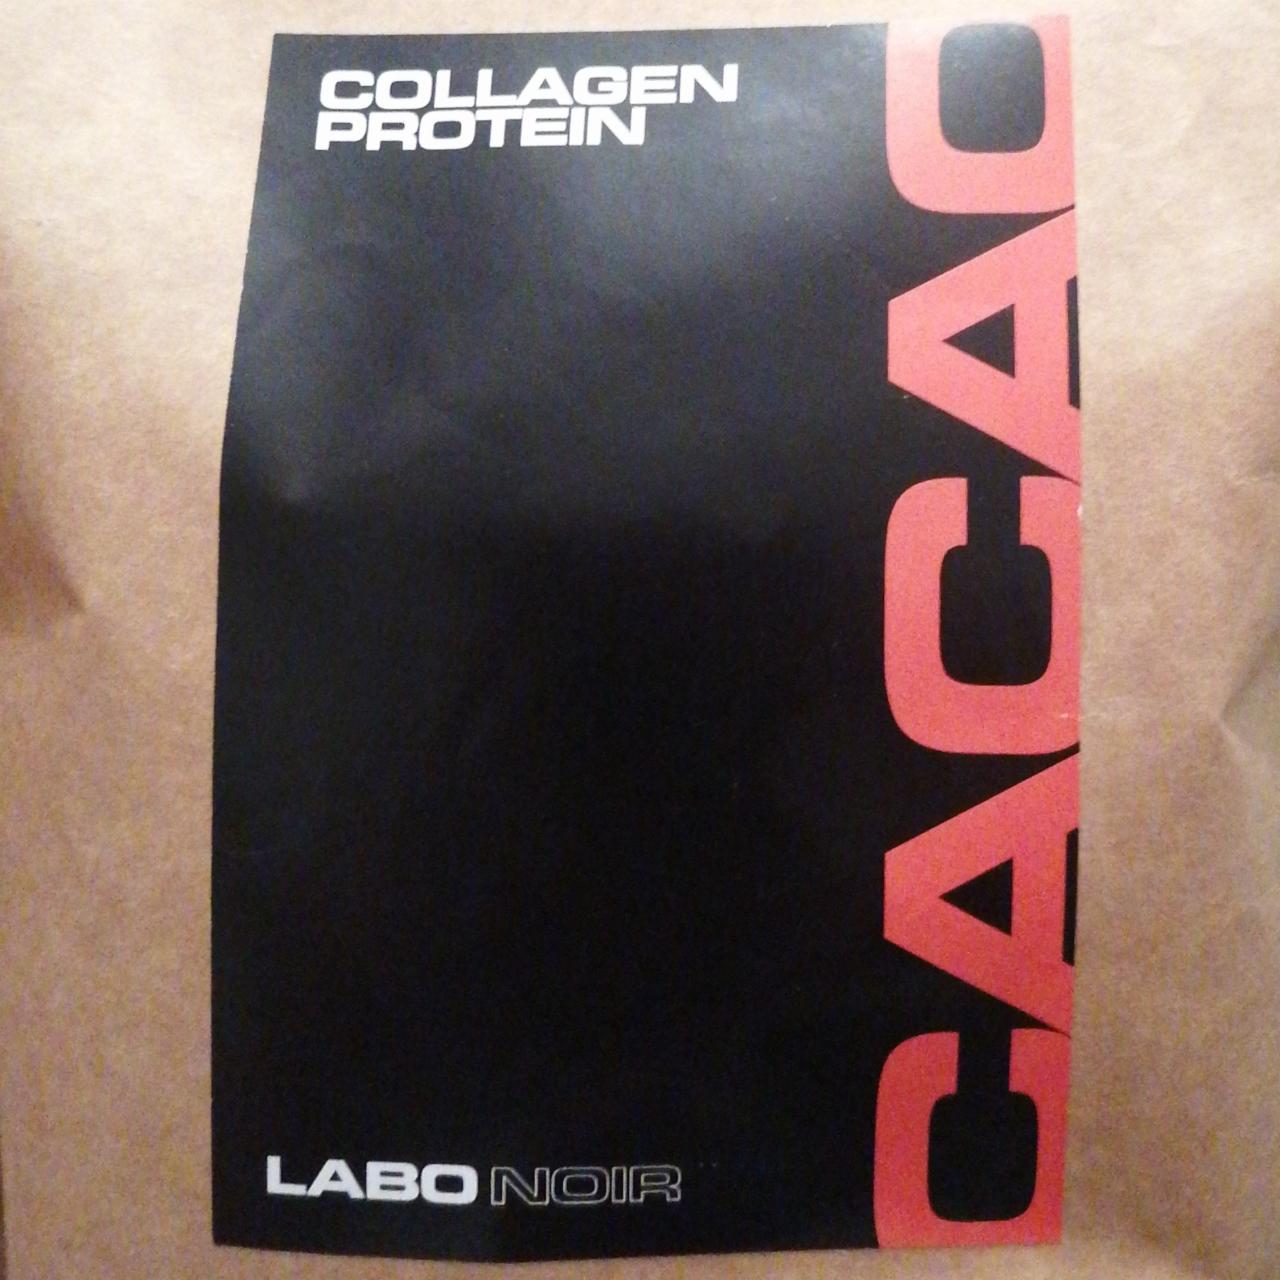 COLLAGEN
PROTEIN
CACAO
LABO NOIR